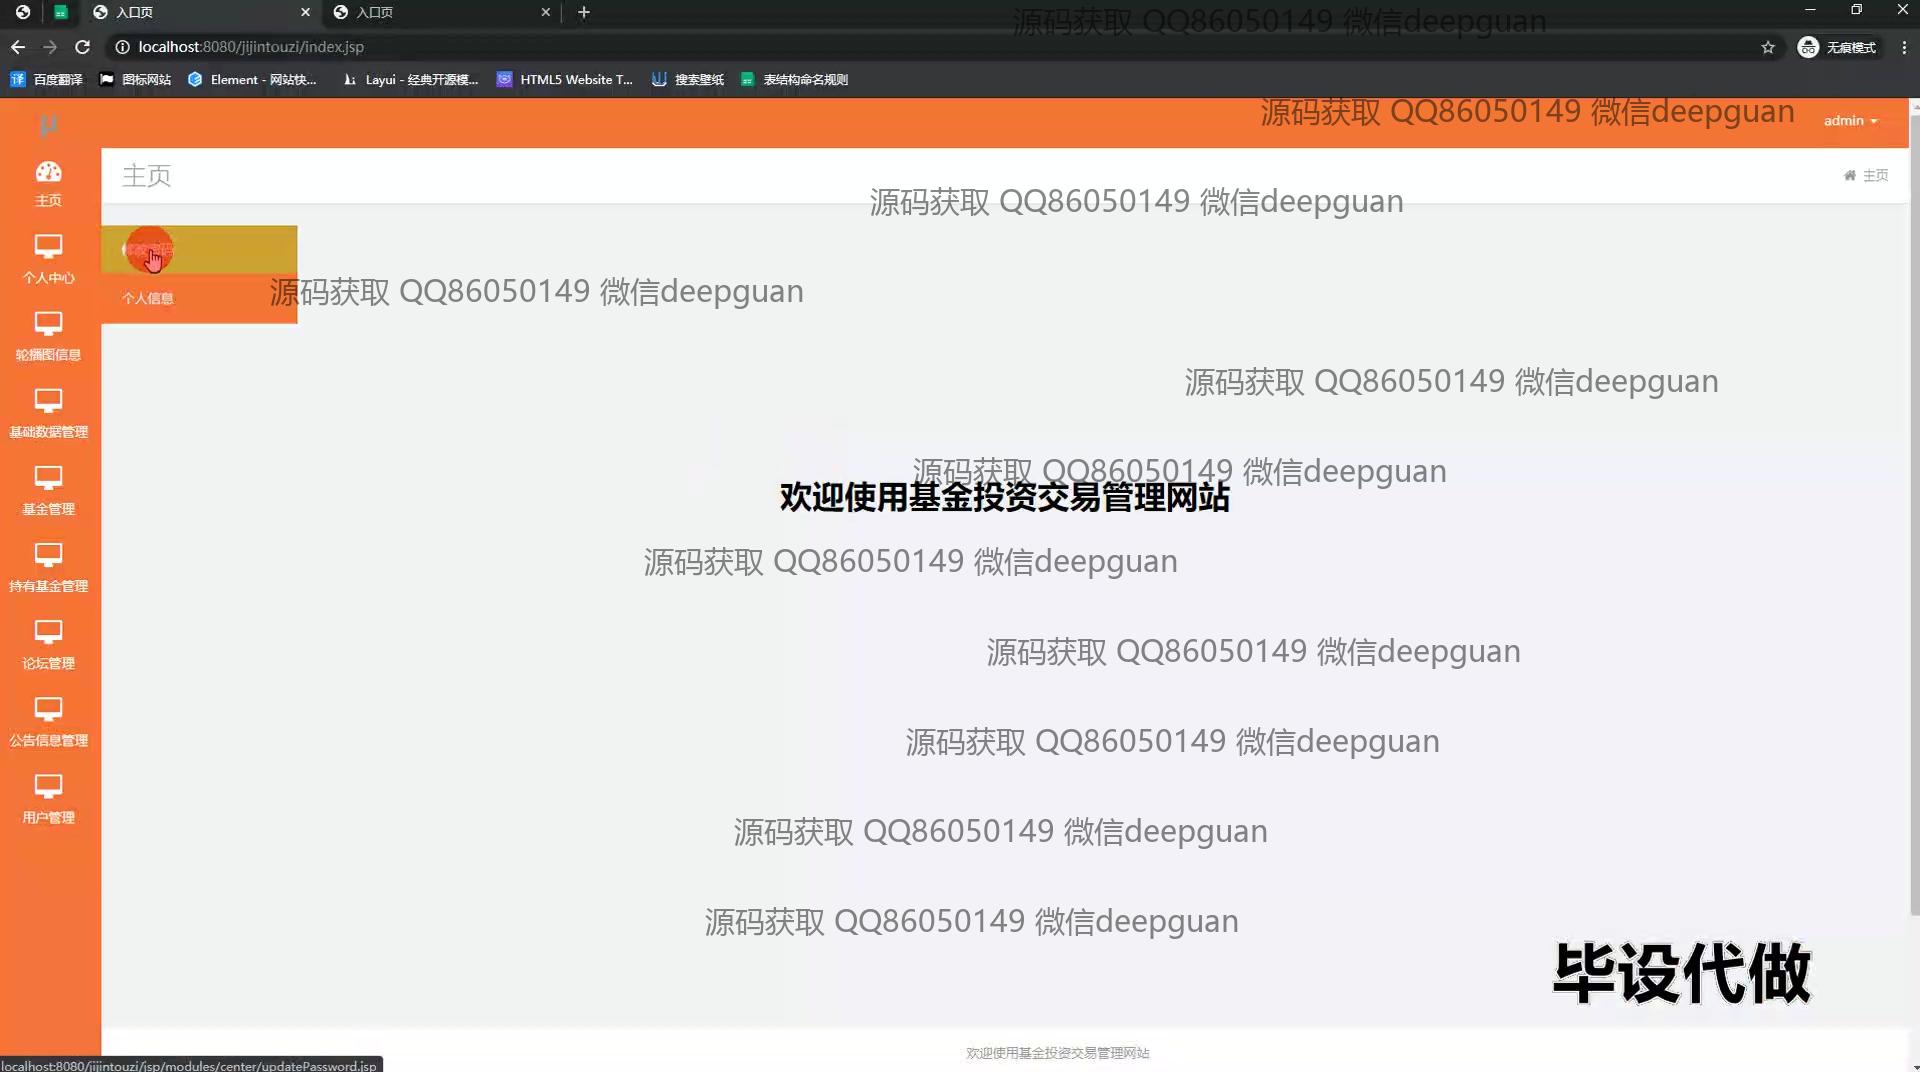 入口页
入口页
源码获取 QQ86050149 微信deepguan
localhost:8080/jijintouzi/index.jsp
无痕模式
百度翻译
图标网站
Element - 网站快...
Layui - 经典开源模...
HTML5 Website T...
搜索壁纸
表结构命名规则
源码获取 QQ86050149 微信deepguan
admin
主页
主页
主页
源码获取 QQ86050149 微信deepguan
个人中心
个人信息
源码获取 QQ86050149 微信deepguan
轮播图信息
源码获取 QQ86050149 微信deepguan
基础数据管理
源码获取 QQ86050149 微信deepguan
欢迎使用基金投资交易管理网站
基金管理
源码获取 QQ86050149 微信deepguan
持有基金管理
源码获取 QQ86050149 微信deepguan
论坛管理
源码获取 QQ86050149 微信deepguan
公告信息管理
源码获取 QQ86050149 微信deepguan
用户管理
源码获取 QQ86050149 微信deepguan
毕设代做
欢迎使用基金投资交易管理网站
localhost:8080/jijintouzi/jsp/modules/center/updatePassword.jsp